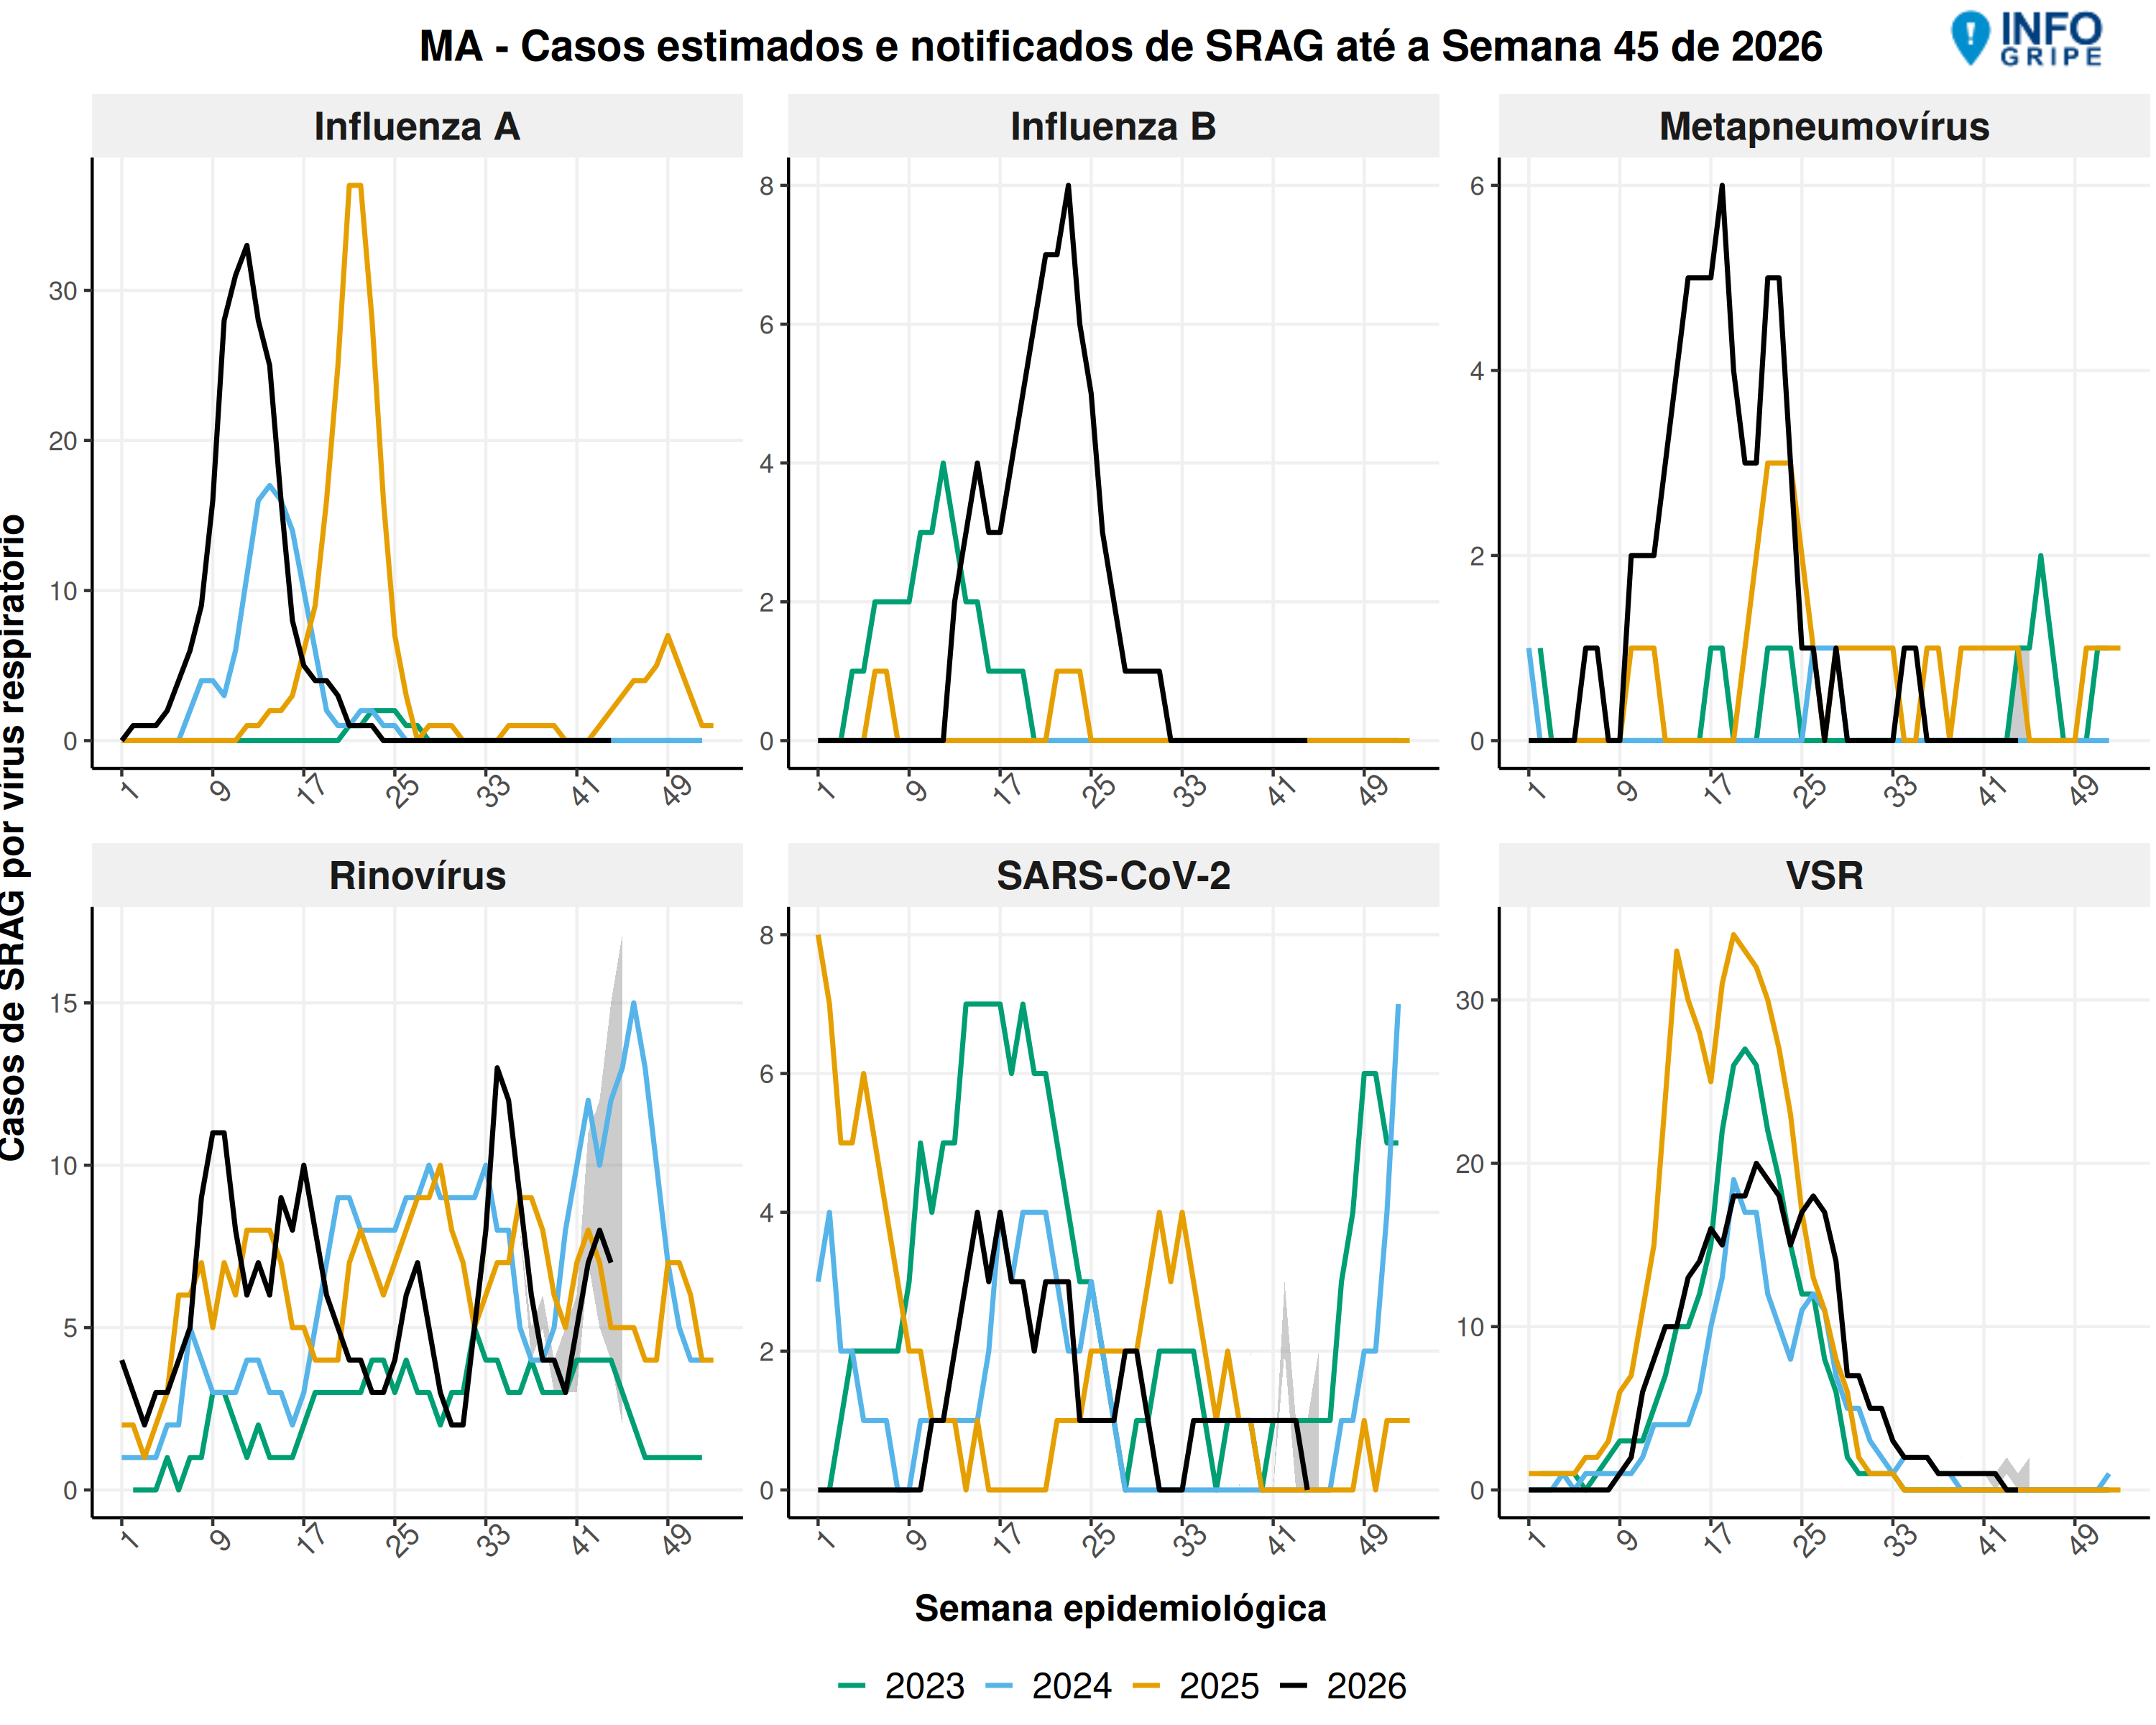 MA - Casos estimados e notificados de SRAG até a Semana 45 de 2026
INFO
GRIPE
Influenza A
Influenza B
Metapneumovírus
30
20
10
0
8
6
4
2
0
6
4
2
0
1 9 17 25 33 41 49
1 9 17 25 33 41 49
1 9 17 25 33 41 49
Casos de SRAG por vírus respiratório
Rinovírus
SARS-CoV-2
VSR
15
10
5
0
8
6
4
2
0
30
20
10
0
1 9 17 25 33 41 49
1 9 17 25 33 41 49
1 9 17 25 33 41 49
Semana epidemiológica
2023 2024 2025 2026